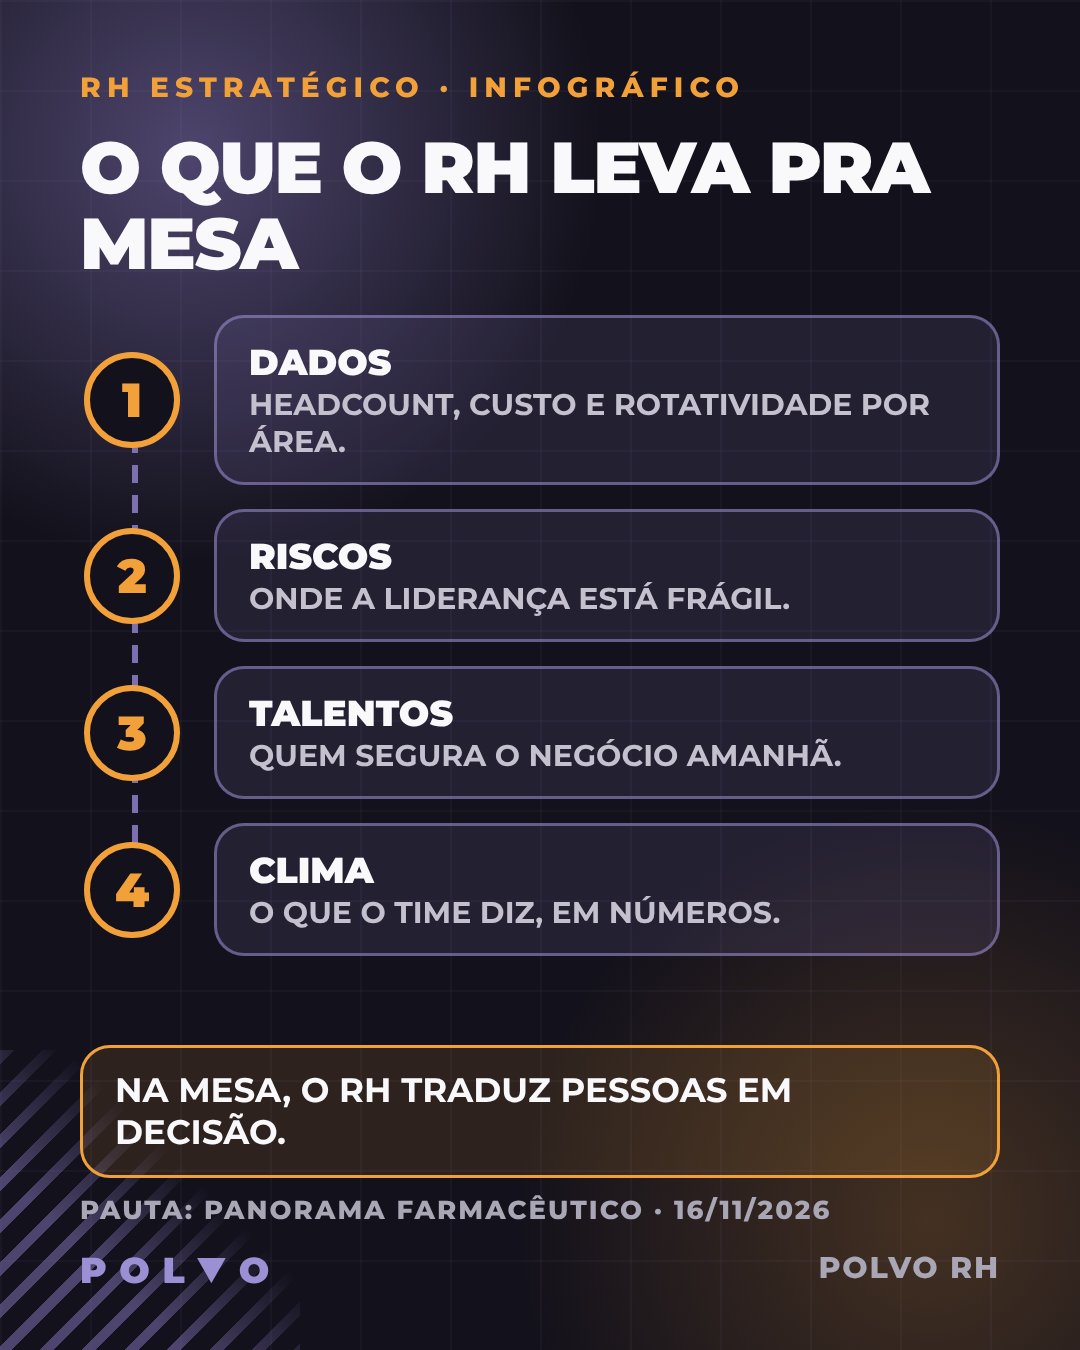 RH ESTRATÉGICO · INFOGRÁFICO
O QUE O RH LEVA PRA
MESA
1
DADOS
HEADCOUNT, CUSTO E ROTATIVIDADE POR
ÁREA.
2
RISCOS
ONDE A LIDERANÇA ESTÁ FRÁGIL.
3
TALENTOS
QUEM SEGURA O NEGÓCIO AMANHÃ.
4
CLIMA
O QUE O TIME DIZ, EM NÚMEROS.
NA MESA, O RH TRADUZ PESSOAS EM
DECISÃO.
PAUTA: PANORAMA FARMACÊUTICO · 16/11/2026
POLVO
POLVO RH